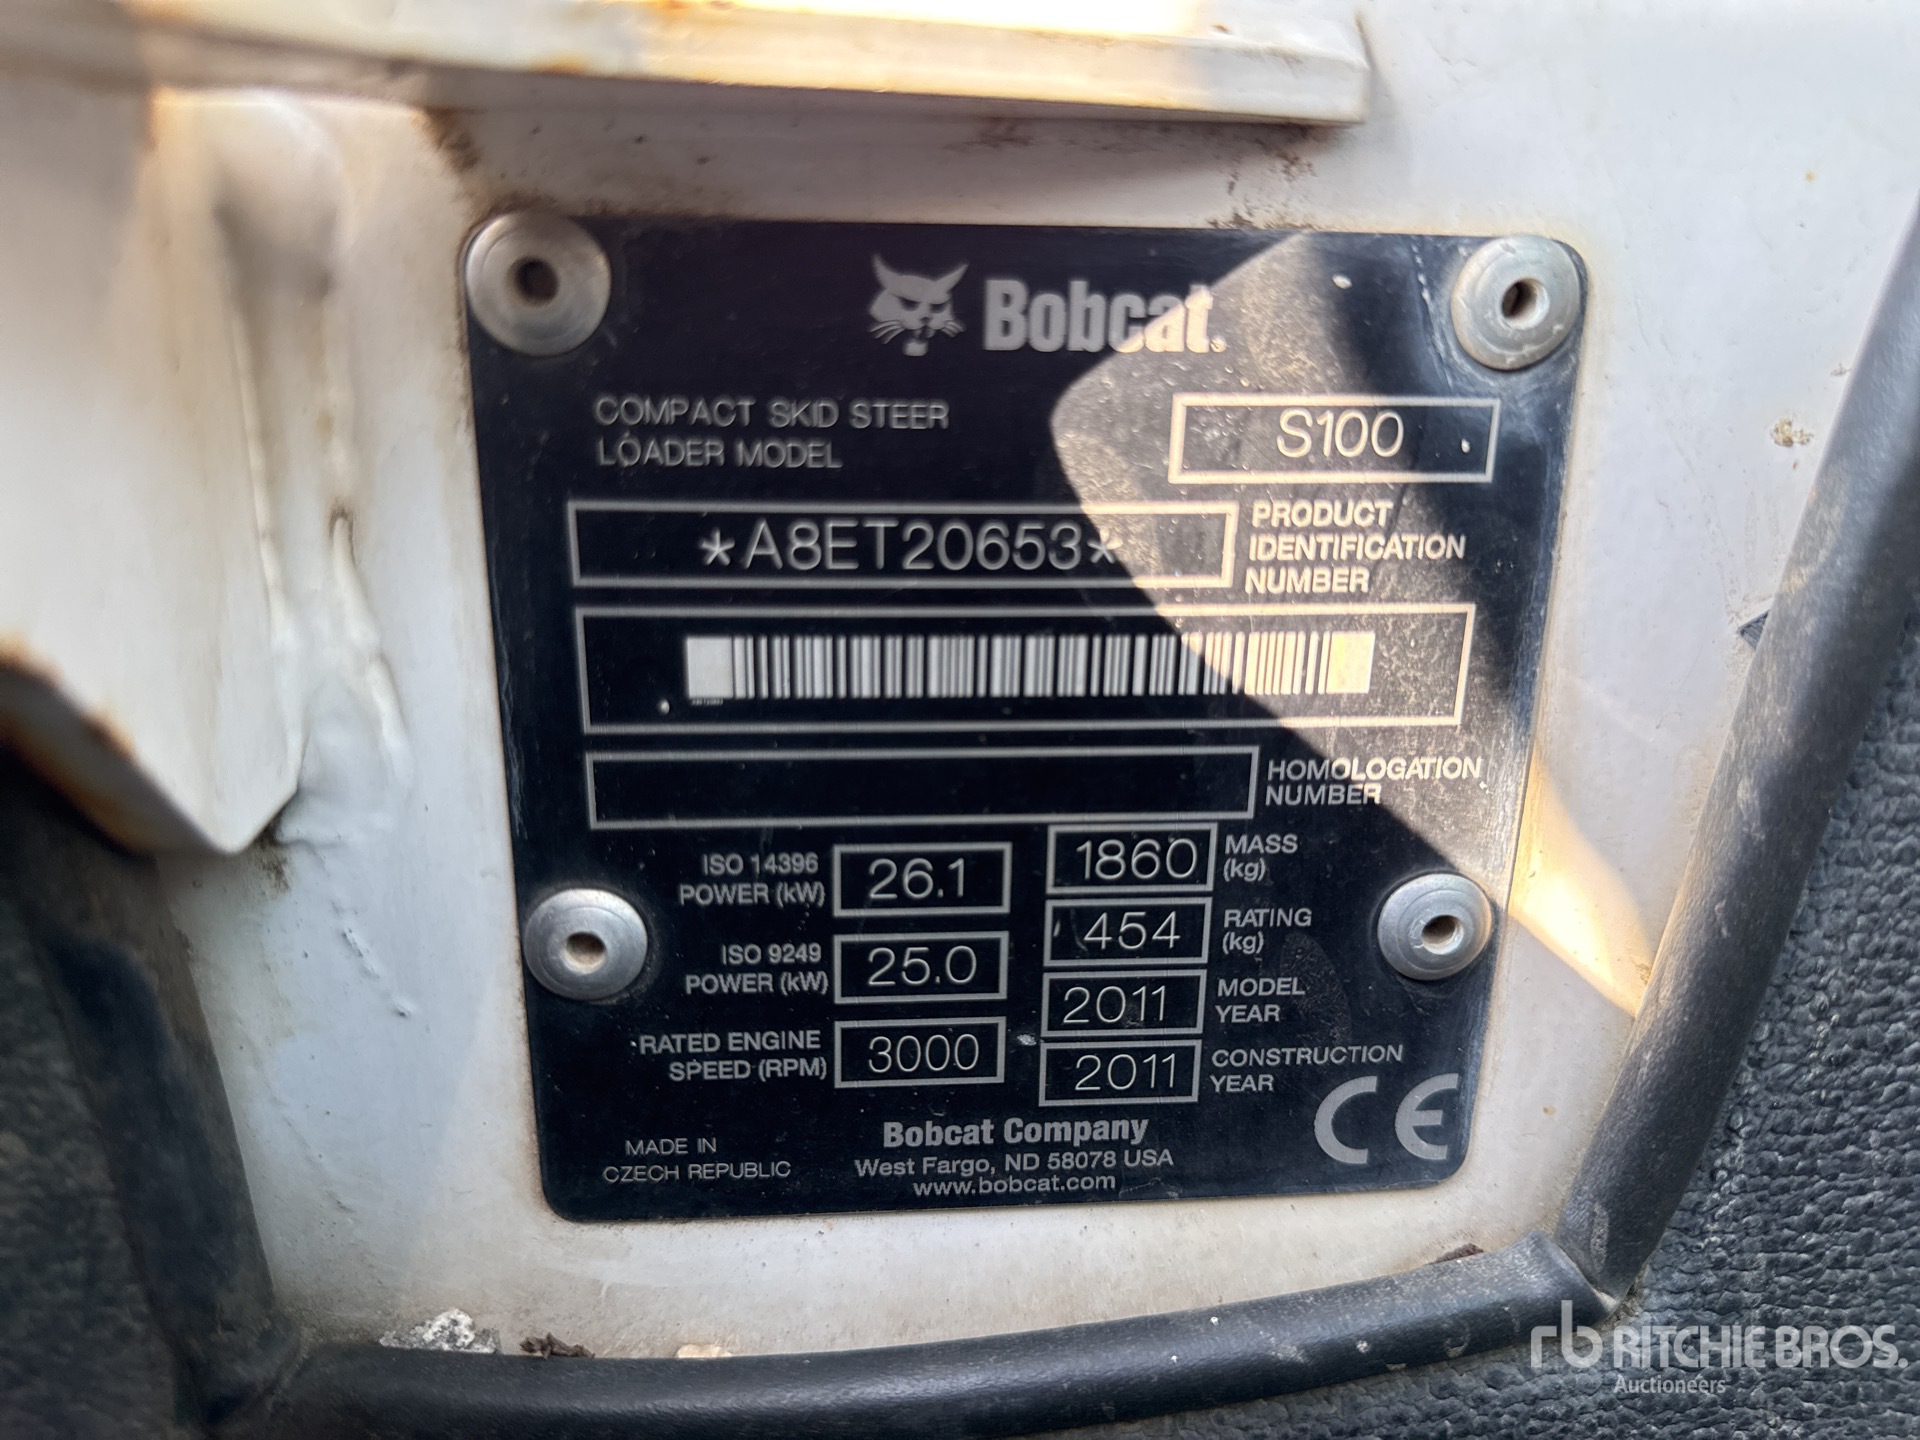 Bobcat.
COMPACT SKID STEER
LOADER MODEL
S100
*A8ET20653*
PRODUCT
IDENTIFICATION
NUMBER
HOMOLOGATION
NUMBER
ISO 14396
POWER (kW)
26.1
1860
MASS
(kg)
ISO 9249
POWER (kW)
25.0
454
RATING
(kg)
2011
MODEL
YEAR
RATED ENGINE
SPEED (RPM)
3000
2011
CONSTRUCTION
YEAR
CE
MADE IN
CZECH REPUBLIC
Bobcat Company
West Fargo, ND 58078 USA
www.bobcat.com
rb RITCHIE BROS.
Auctioneers